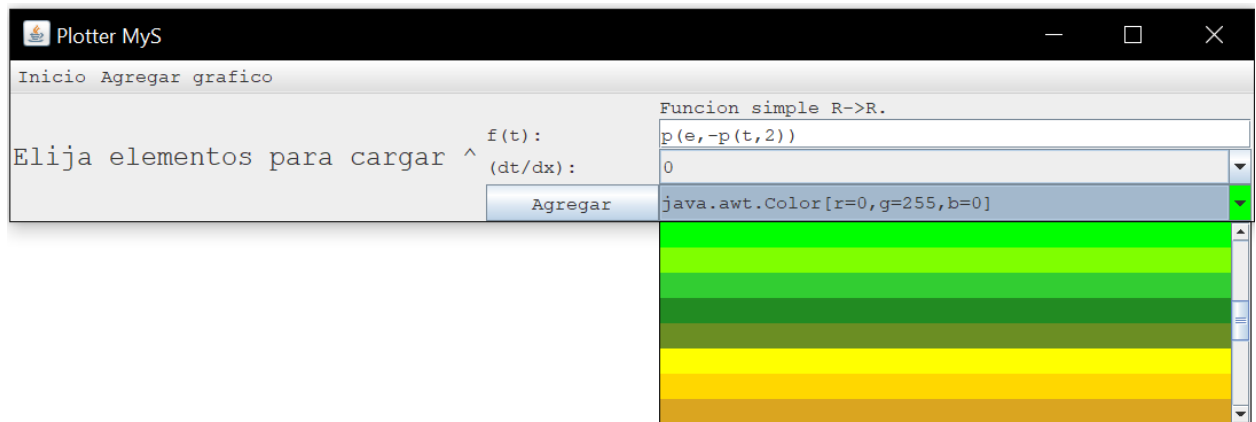 Plotter MyS
Inicio Agregar grafico
Funcion simple R->R.
Elija elementos para cargar ^
f(t):
p(e,-p(t,2))
(dt/dx):
0
Agregar
java.awt.Color[r=0,g=255,b=0]